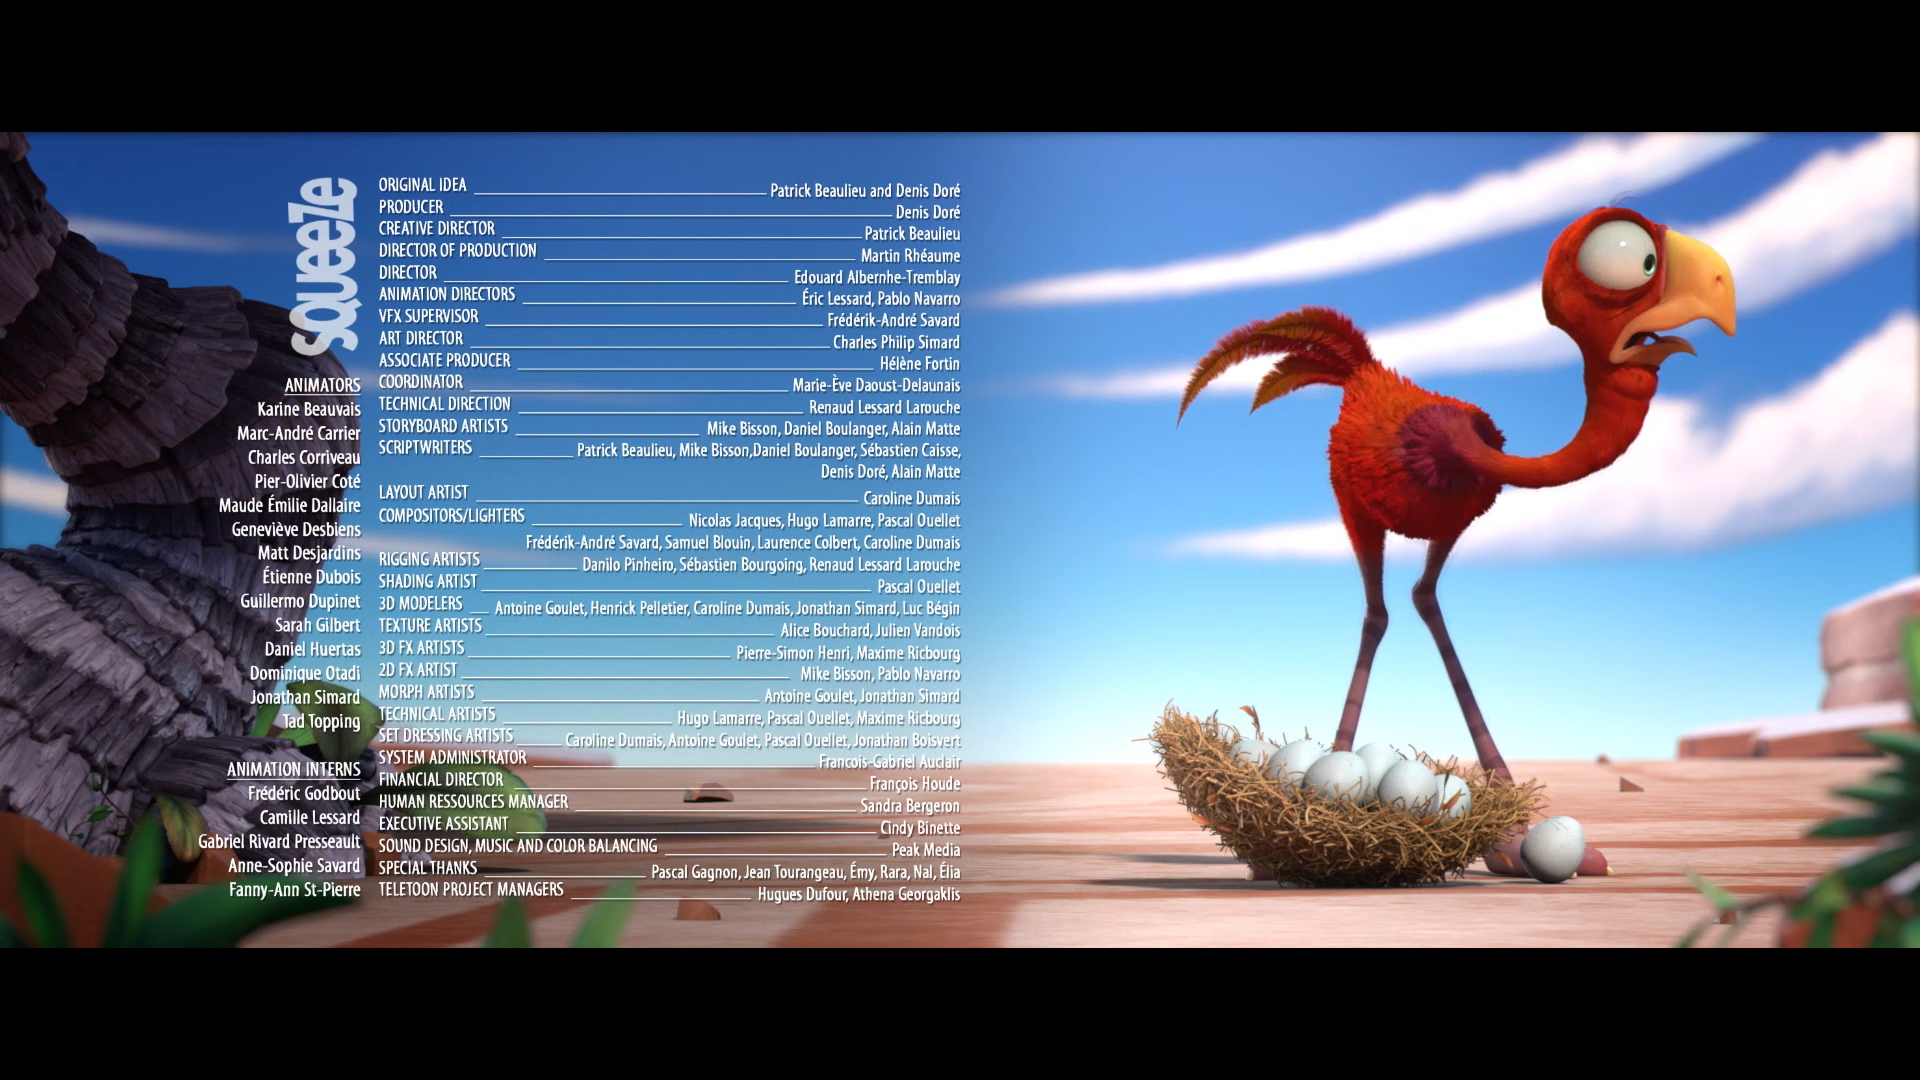 squeeze
ANIMATORS
Karine Beauvais
Marc-André Carrier
Charles Corriveau
Pier-Olivier Coté
Maude Émilie Dallaire
Geneviève Desbiens
Matt Desjardins
Étienne Dubois
Guillermo Dupinet
Sarah Gilbert
Daniel Huertas
Dominique Otadi
Jonathan Simard
Tad Topping
ANIMATION INTERNS
Frédéric Godbout
Camille Lessard
Gabriel Rivard Presseault
Anne-Sophie Savard
Fanny-Ann St-Pierre
ORIGINAL IDEA Patrick Beaulieu and Denis Doré
PRODUCER Denis Doré
CREATIVE DIRECTOR Patrick Beaulieu
DIRECTOR OF PRODUCTION Martin Rhéaume
DIRECTOR Edouard Albernhe-Tremblay
ANIMATION DIRECTORS Éric Lessard, Pablo Navarro
VFX SUPERVISOR Frédérik-André Savard
ART DIRECTOR Charles Philip Simard
ASSOCIATE PRODUCER Hélène Fortin
COORDINATOR Marie-Ève Daoust-Delaunais
TECHNICAL DIRECTION Renaud Lessard Larouche
STORYBOARD ARTISTS Mike Bisson, Daniel Boulanger, Alain Matte
SCRIPTWRITERS Patrick Beaulieu, Mike Bisson,Daniel Boulanger, Sébastien Caisse,
Denis Doré, Alain Matte
LAYOUT ARTIST Caroline Dumais
COMPOSITORS/LIGHTERS Nicolas Jacques, Hugo Lamarre, Pascal Ouellet
Frédérik-André Savard, Samuel Blouin, Laurence Colbert, Caroline Dumais
RIGGING ARTISTS Danilo Pinheiro, Sébastien Bourgoing, Renaud Lessard Larouche
SHADING ARTIST Pascal Ouellet
3D MODELERS Antoine Goulet, Henrick Pelletier, Caroline Dumais, Jonathan Simard, Luc Bégin
TEXTURE ARTISTS Alice Bouchard, Julien Vandois
3D FX ARTISTS Pierre-Simon Henri, Maxime Ricbourg
2D FX ARTIST Mike Bisson, Pablo Navarro
MORPH ARTISTS Antoine Goulet, Jonathan Simard
TECHNICAL ARTISTS Hugo Lamarre, Pascal Ouellet, Maxime Ricbourg
SET DRESSING ARTISTS Caroline Dumais, Antoine Goulet, Pascal Ouellet, Jonathan Boisvert
SYSTEM ADMINISTRATOR Francois-Gabriel Auclair
FINANCIAL DIRECTOR François Houde
HUMAN RESSOURCES MANAGER Sandra Bergeron
EXECUTIVE ASSISTANT Cindy Binette
SOUND DESIGN, MUSIC AND COLOR BALANCING Peak Media
SPECIAL THANKS Pascal Gagnon, Jean Tourangeau, Émy, Rara, Nal, Élia
TELETOON PROJECT MANAGERS Hugues Dufour, Athena Georgaklis